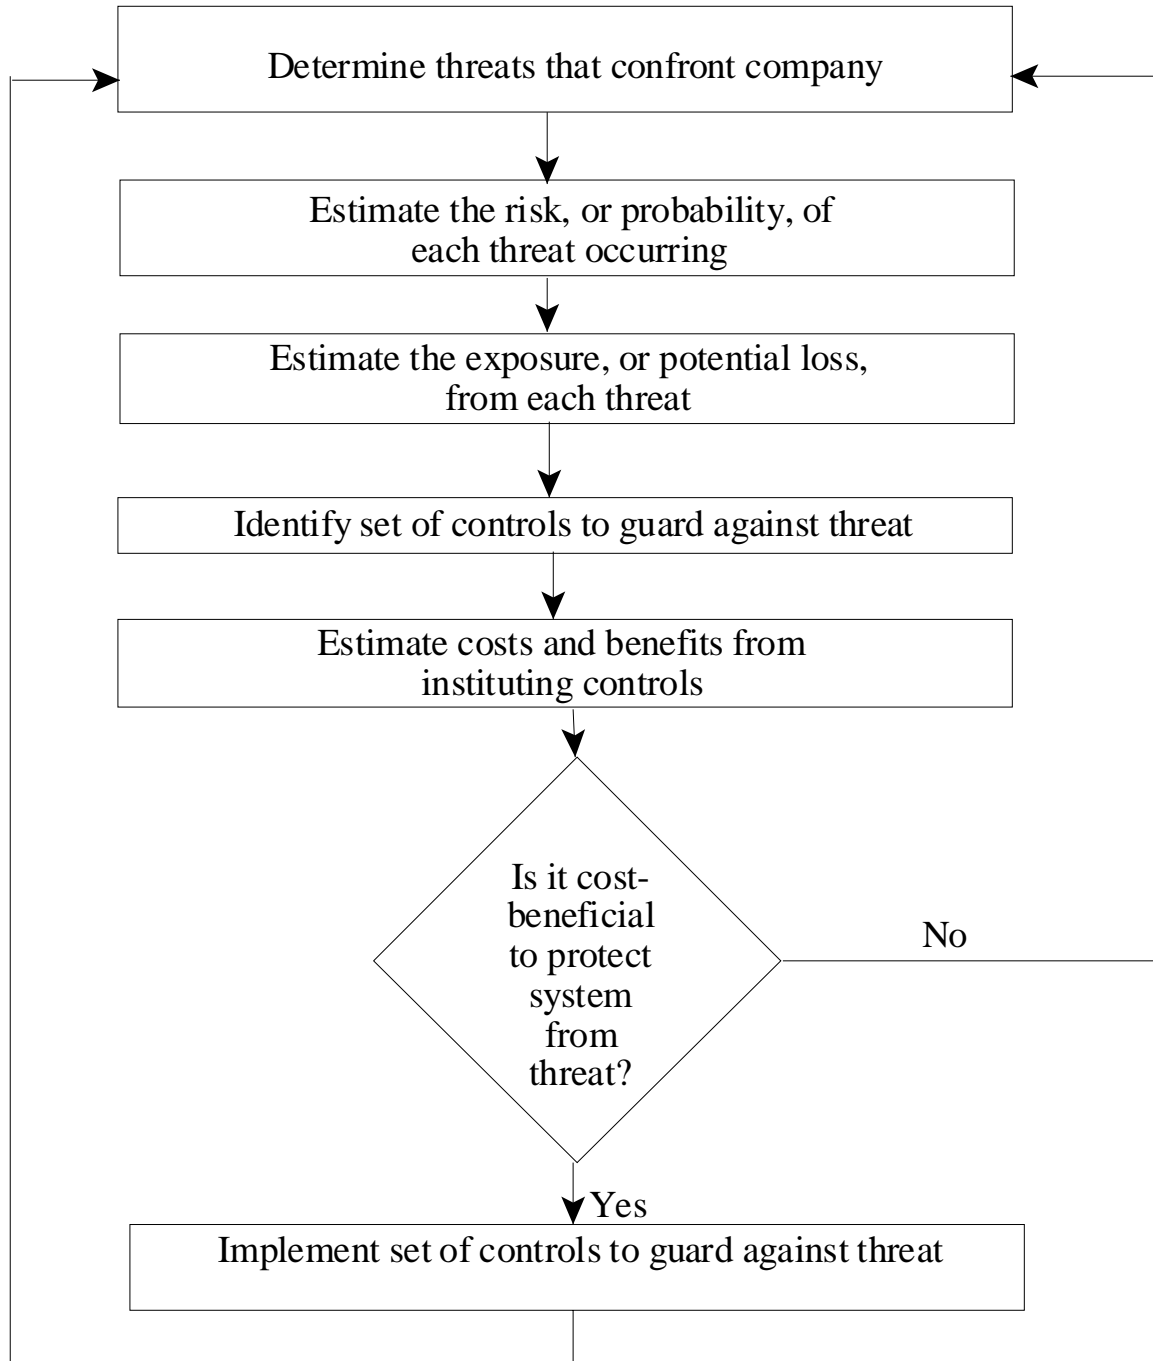 Determine threats that confront company
Estimate the risk, or probability, of
each threat occurring
Estimate the exposure, or potential loss,
from each threat
Identify set of controls to guard against threat
Estimate costs and benefits from
instituting controls
Is it cost-
beneficial
to protect
system
from
threat?
No
Yes
Implement set of controls to guard against threat